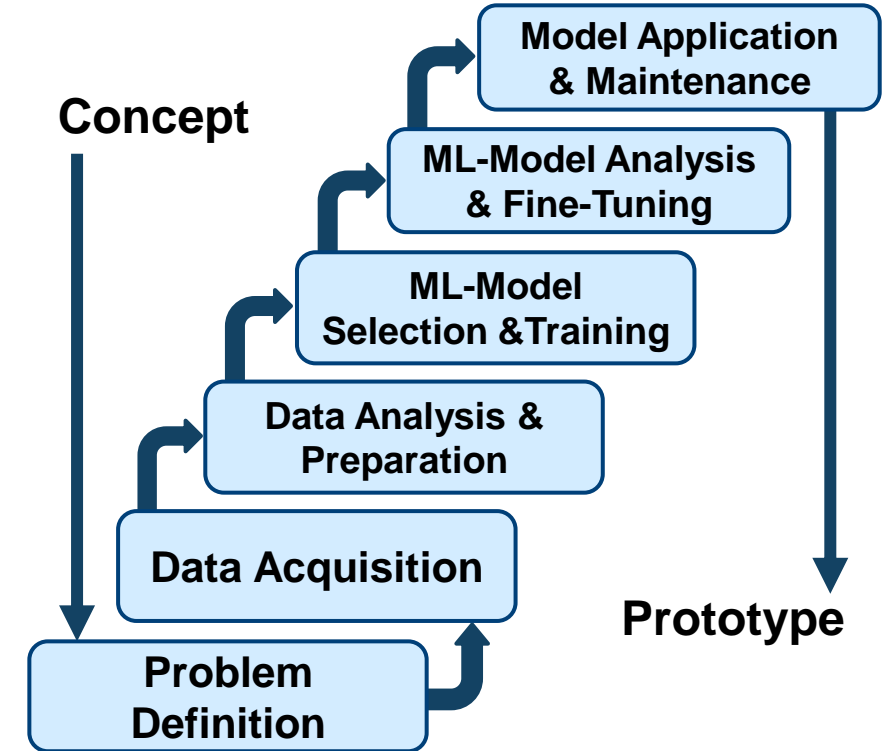 Model Application
& Maintenance
Concept
ML-Model Analysis
& Fine-Tuning
ML-Model
Selection &Training
Data Analysis &
Preparation
Data Acquisition
Prototype
Problem
Definition